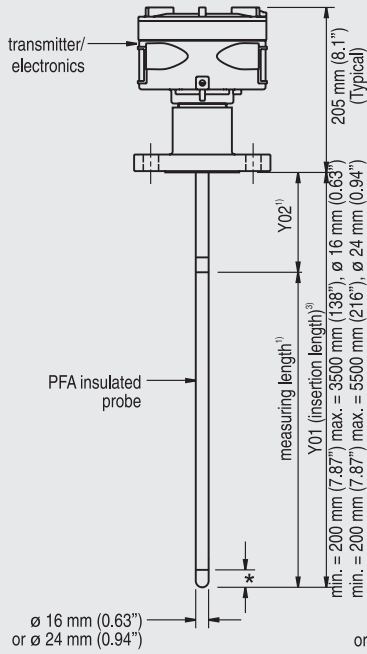 transmitter/
electronics
205 mm (8.1")
(Typical)
Y02¹⁾
PFA insulated
probe
measuring length¹⁾
Y01 (insertion length)³⁾
min. = 200 mm (7.87") max. = 3500 mm (138"), ø 16 mm (0.63")
min. = 200 mm (7.87") max. = 5500 mm (216"), ø 24 mm (0.94")
*
ø 16 mm (0.63")
or ø 24 mm (0.94")
or